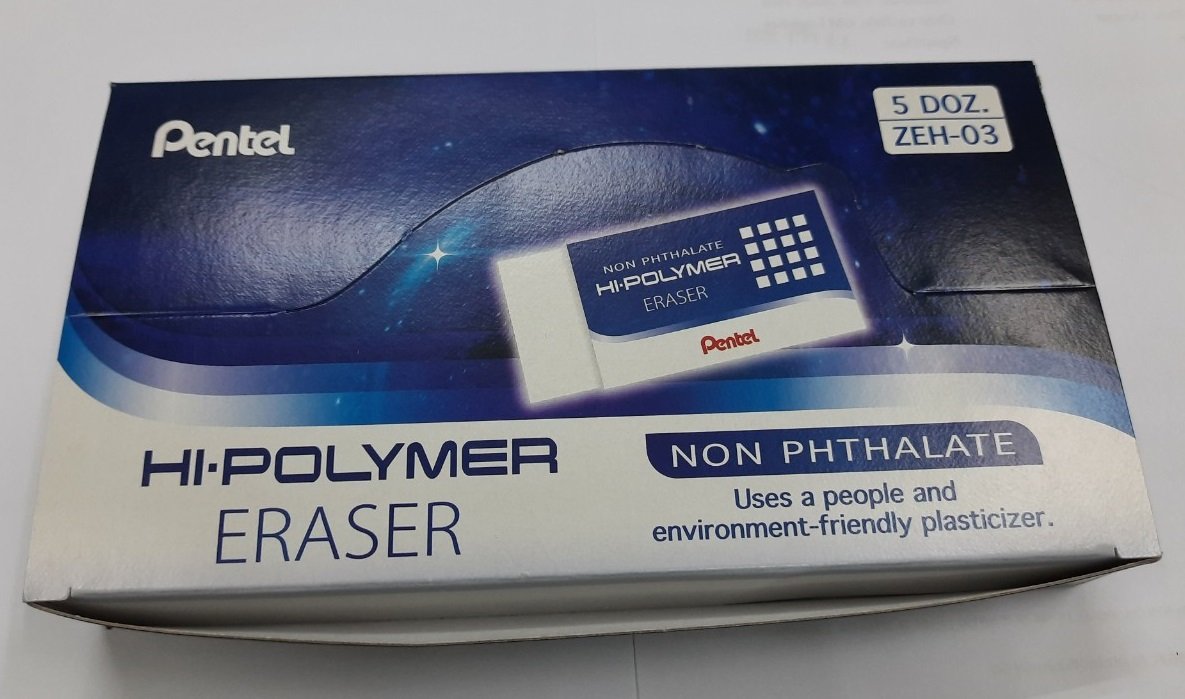 Pentel
5 DOZ.
ZEH-03
NON PHTHALATE
HI-POLYMER
ERASER
Pentel
HI-POLYMER
ERASER
NON PHTHALATE
Uses a people and
environment-friendly plasticizer.